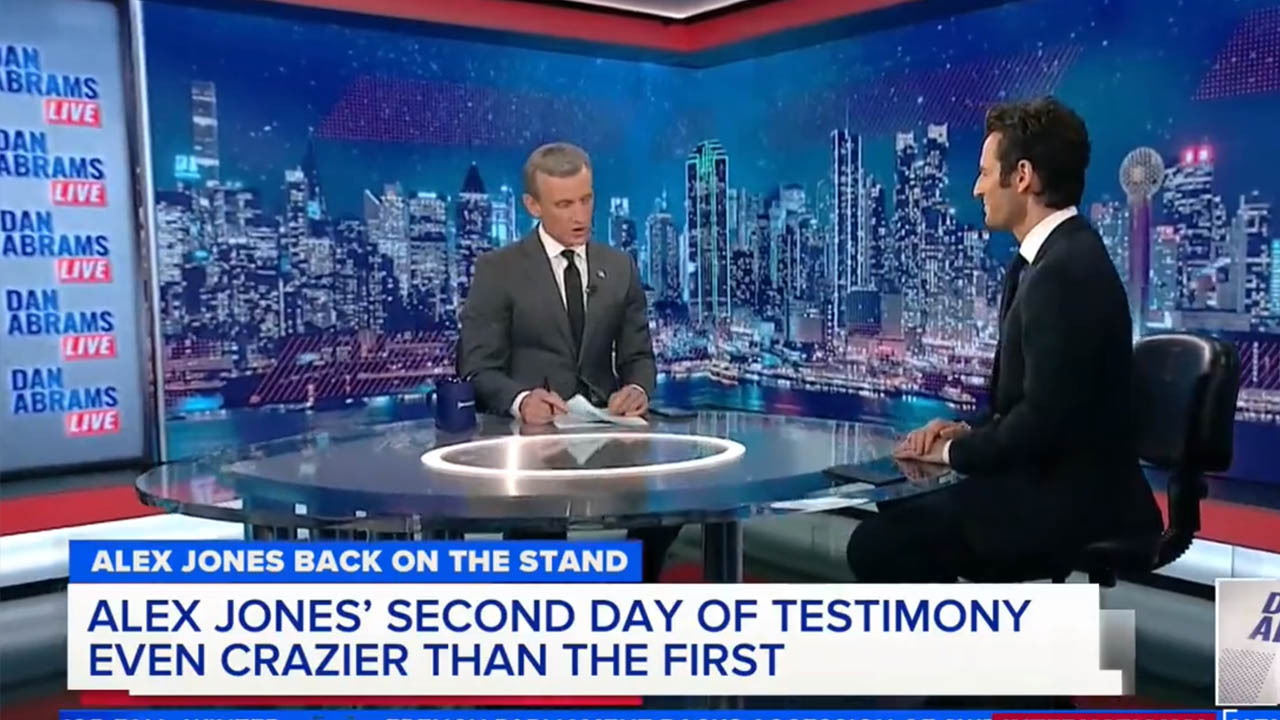 DAN
ABRAMS
LIVE
DAN
ABRAMS
LIVE
DAN
ABRAMS
LIVE
DAN
ABRAMS
LIVE
DAN
ABRAMS
LIVE
ALEX JONES BACK ON THE STAND
ALEX JONES' SECOND DAY OF TESTIMONY
EVEN CRAZIER THAN THE FIRST